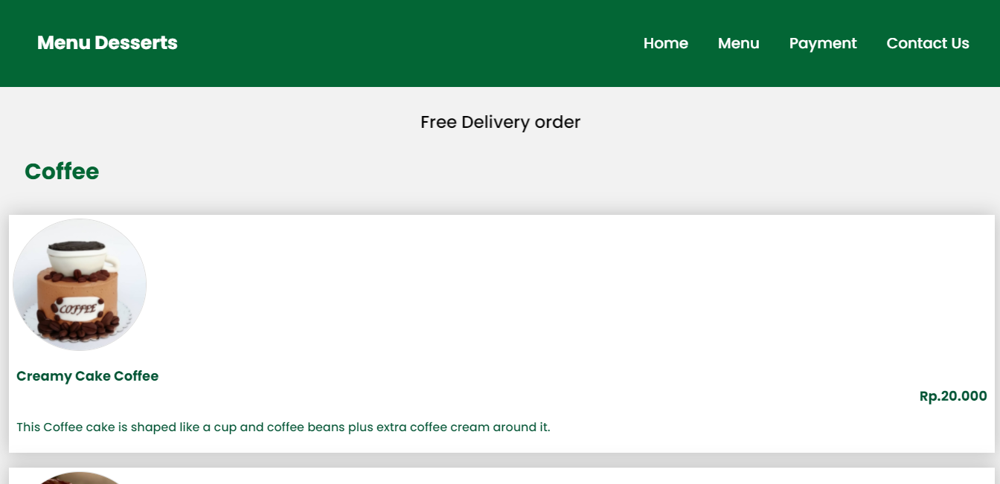 Menu Desserts
Home Menu Payment Contact Us
Free Delivery order
Coffee
COFFEE
Creamy Cake Coffee
Rp.20.000
This Coffee cake is shaped like a cup and coffee beans plus extra coffee cream around it.